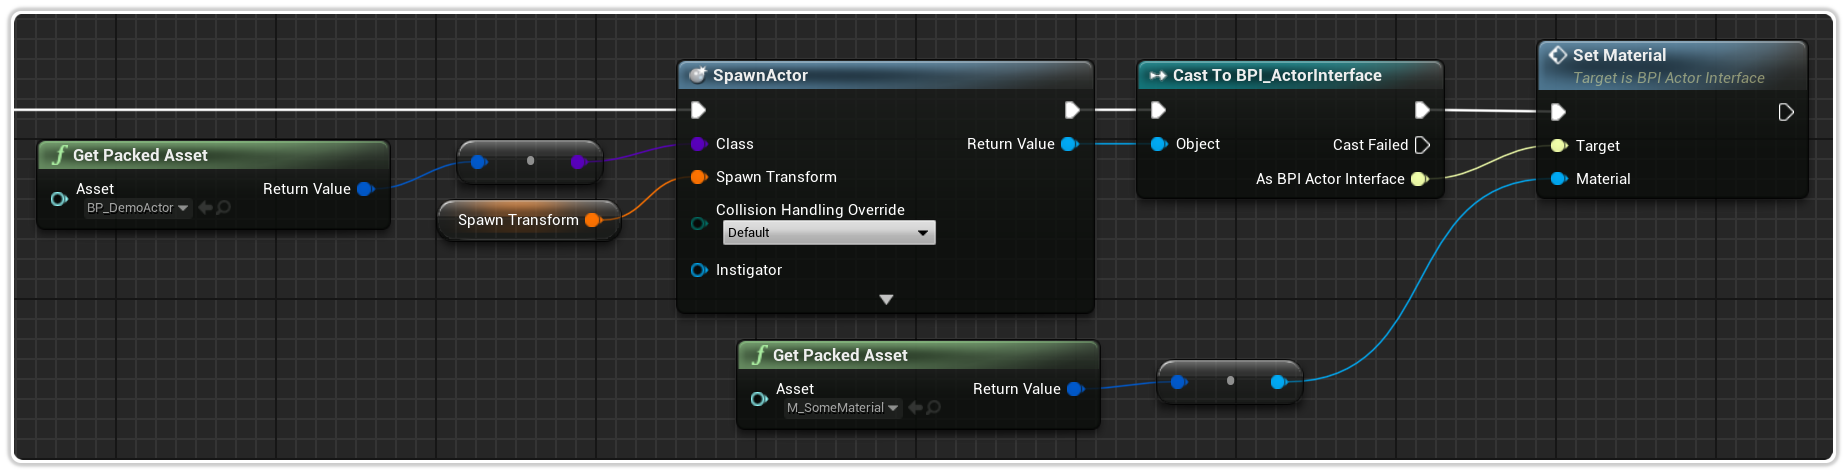 Get Packed Asset
Asset
BP_DemoActor
Return Value
Spawn Transform
SpawnActor
Class
Return Value
Spawn Transform
Collision Handling Override
Default
Instigator
Cast To BPI_ActorInterface
Object
Cast Failed
As BPI Actor Interface
Set Material
Target is BPI Actor Interface
Target
Material
f Get Packed Asset
Asset
M_SomeMaterial
Return Value